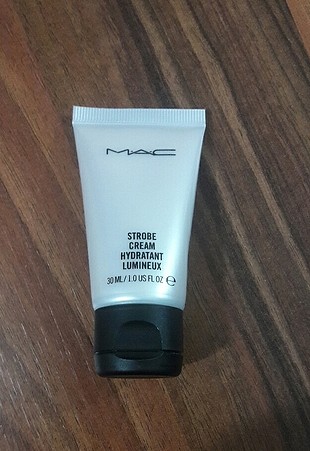 MAC
STROBE
CREAM
HYDRATANT
LUMINEUX
30 ML / 1.0 US FL OZ ℮